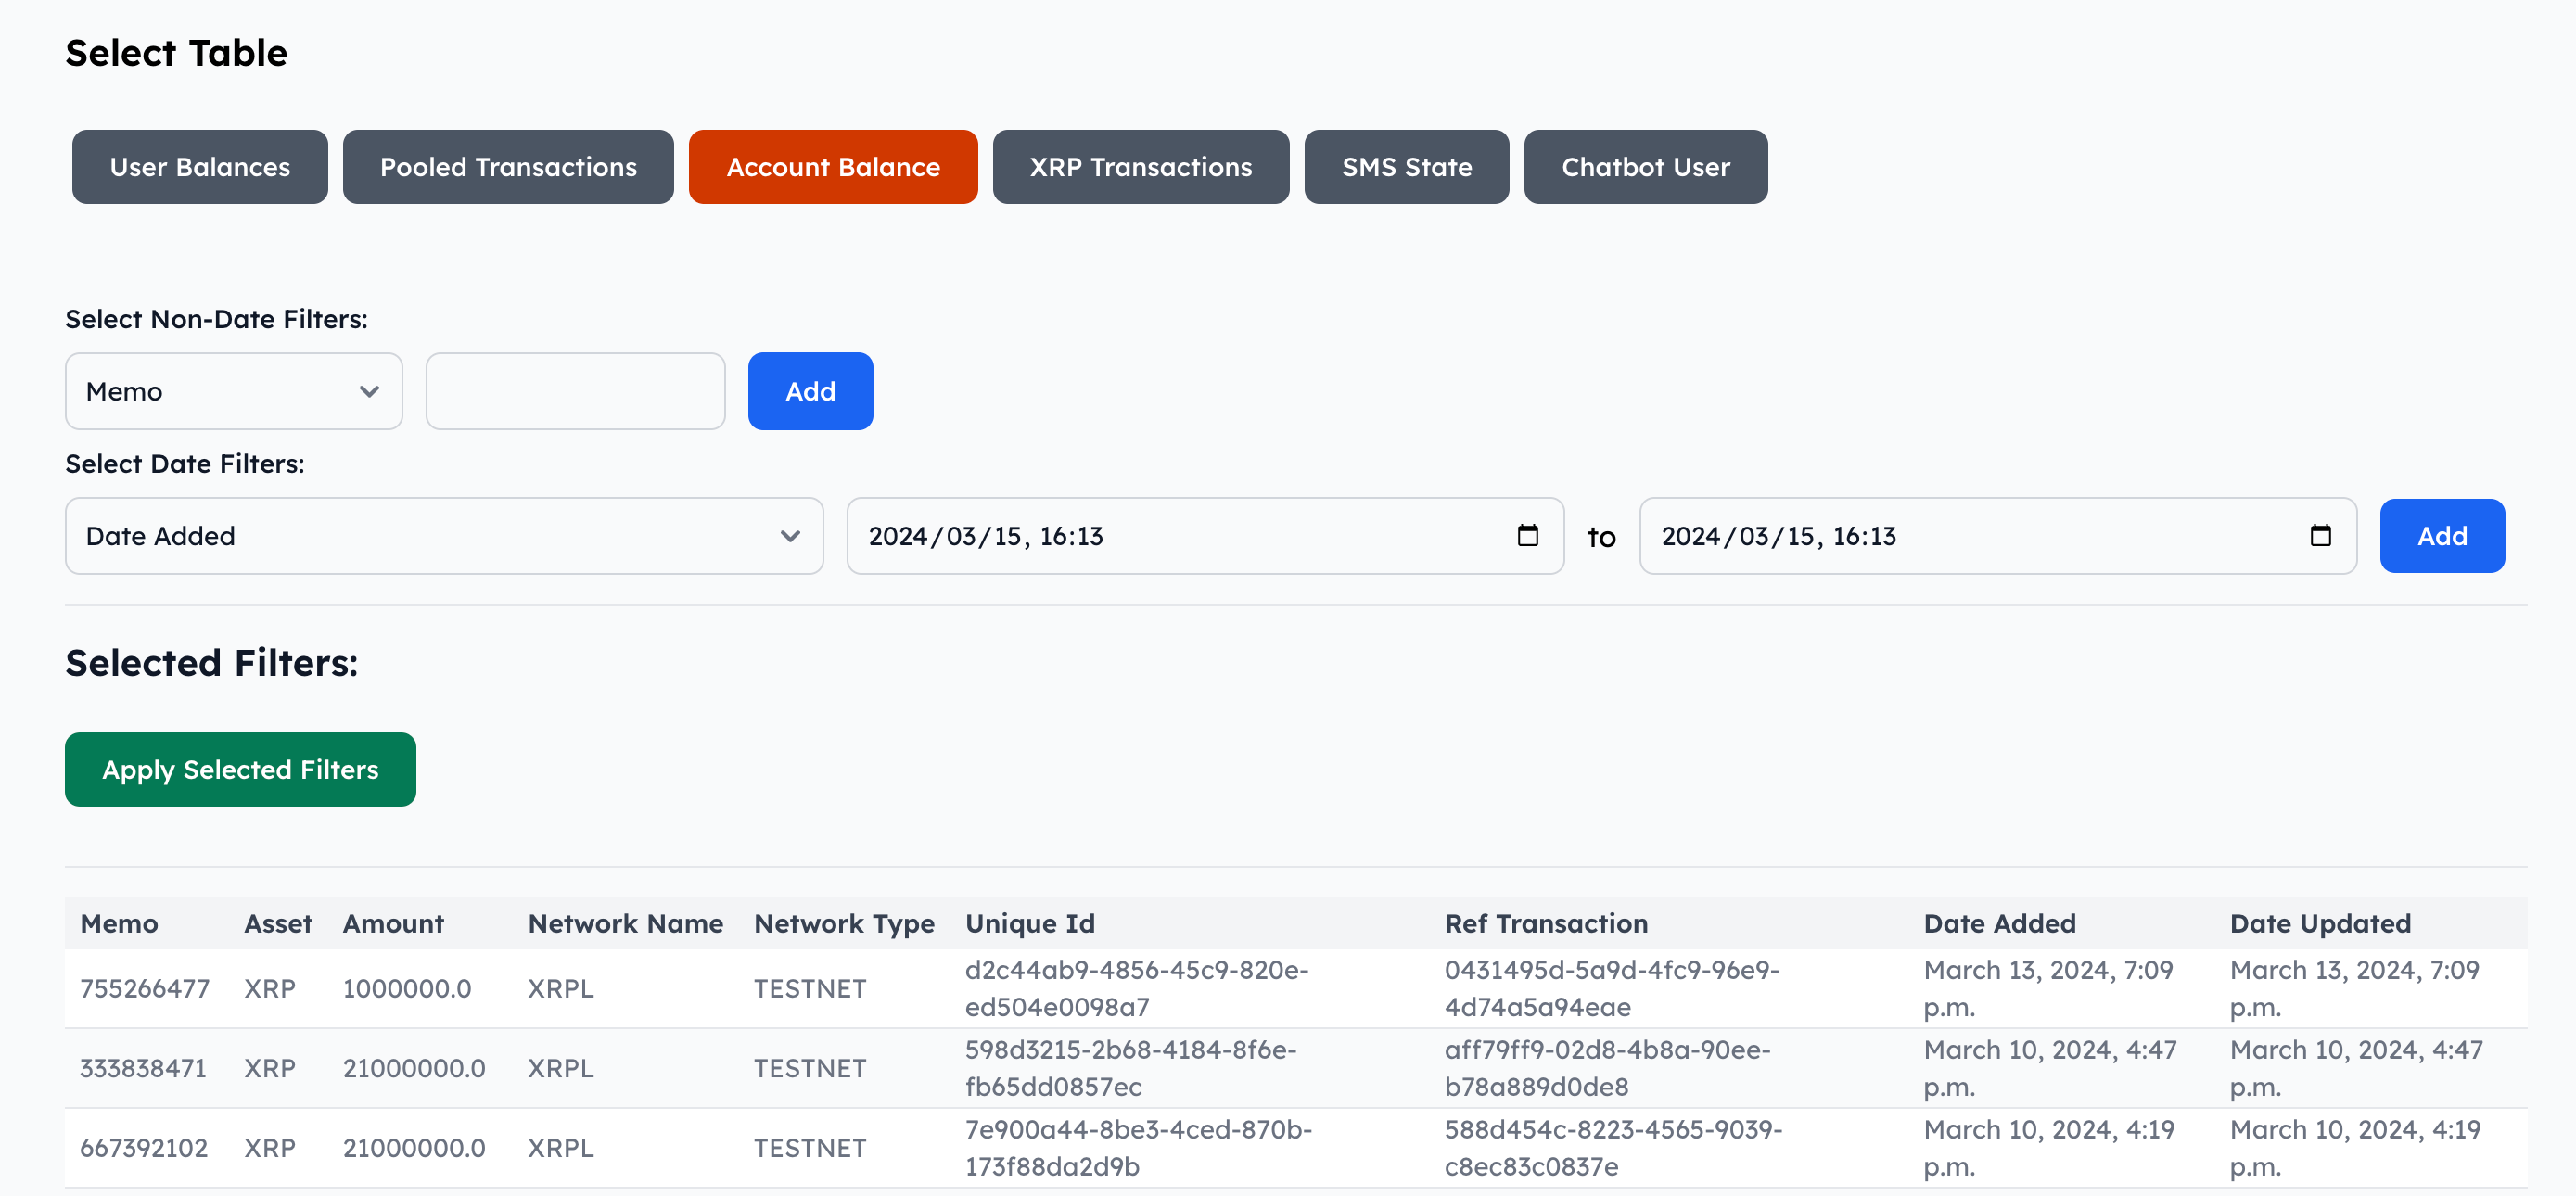 Select Table
User Balances Pooled Transactions Account Balance XRP Transactions SMS State Chatbot User
Select Non-Date Filters:
Memo Add
Select Date Filters:
Date Added 2024/03/15, 16:13 to 2024/03/15, 16:13 Add
Selected Filters:
Apply Selected Filters
Memo Asset Amount Network Name Network Type Unique Id Ref Transaction Date Added Date Updated
755266477 XRP 1000000.0 XRPL TESTNET d2c44ab9-4856-45c9-820e- 0431495d-5a9d-4fc9-96e9- March 13, 2024, 7:09 March 13, 2024, 7:09
ed504e0098a7 4d74a5a94eae p.m. p.m.
333838471 XRP 21000000.0 XRPL TESTNET 598d3215-2b68-4184-8f6e- aff79ff9-02d8-4b8a-90ee- March 10, 2024, 4:47 March 10, 2024, 4:47
fb65dd0857ec b78a889d0de8 p.m. p.m.
667392102 XRP 21000000.0 XRPL TESTNET 7e900a44-8be3-4ced-870b- 588d454c-8223-4565-9039- March 10, 2024, 4:19 March 10, 2024, 4:19
173f88da2d9b c8ec83c0837e p.m. p.m.